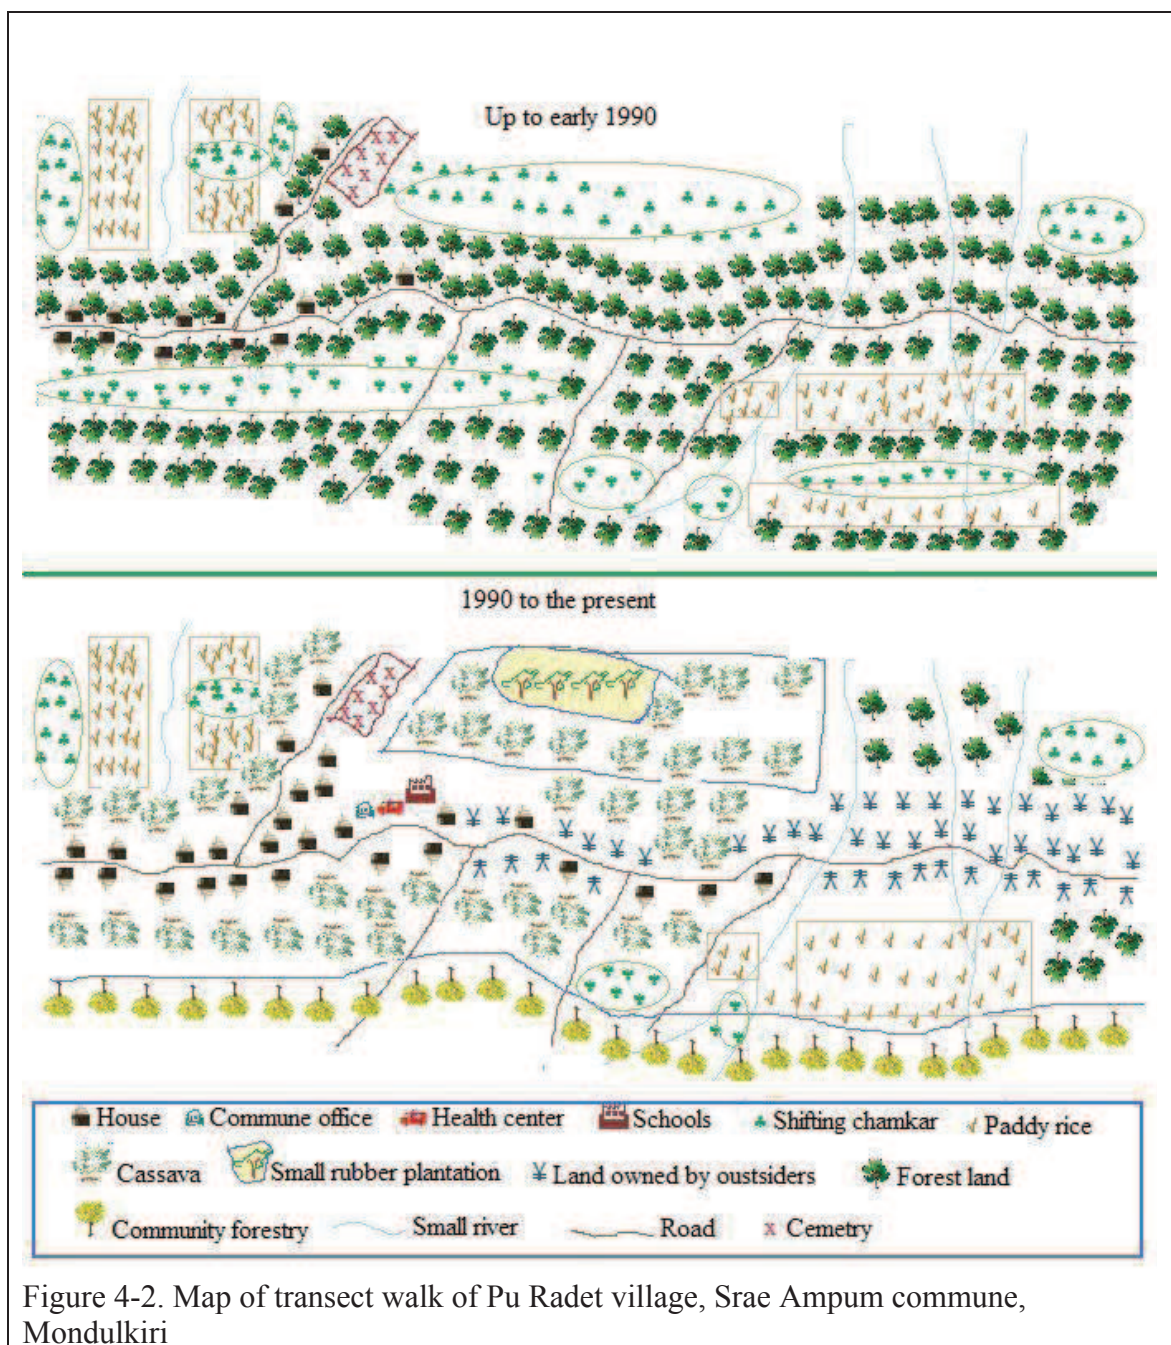 Up to early 1990
1990 to the present
House Commune office Health center Schools Shifting chamkar Paddy rice
Cassava Small rubber plantation Land owned by oustsiders Forest land
Community forestry Small river Road x Cemetry
Figure 4-2. Map of transect walk of Pu Radet village, Srae Ampum commune,
Mondulkiri